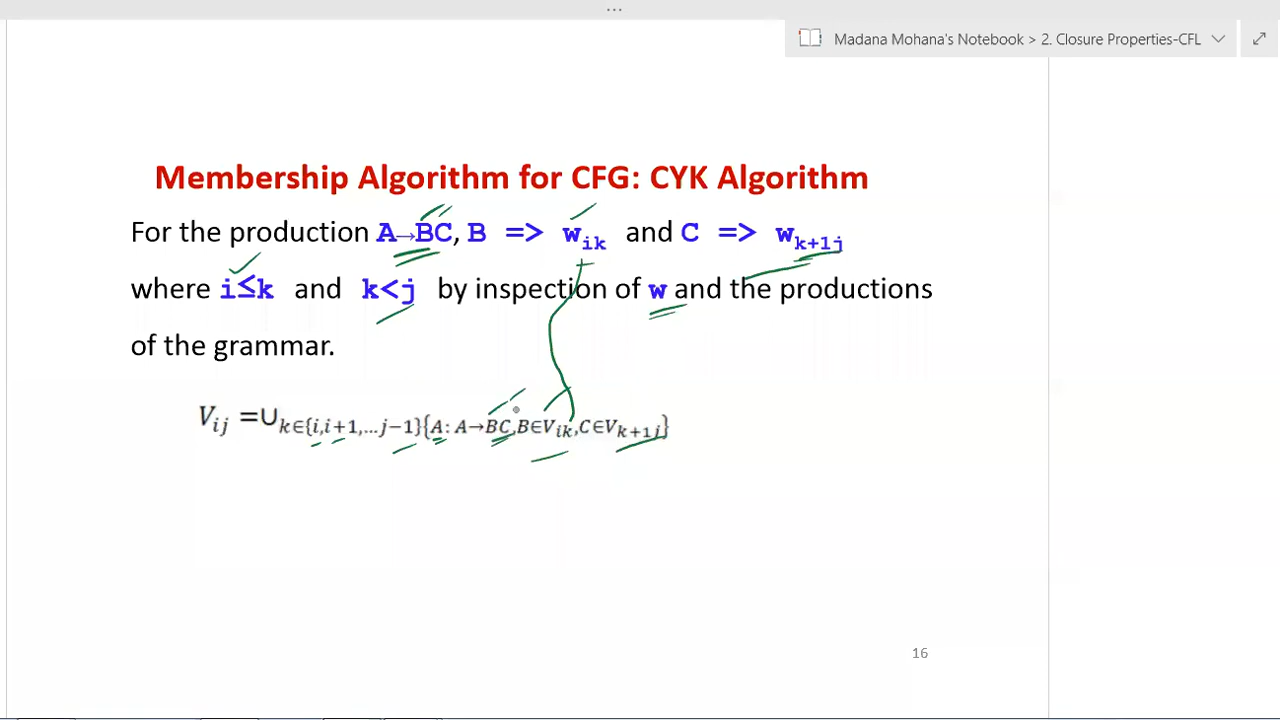 ...
Madana Mohana's Notebook > 2. Closure Properties-CFL
Membership Algorithm for CFG: CYK Algorithm
For the production A→BC, B => w_ik and C => w_k+1j
where i≤k and k<j by inspection of w and the productions
of the grammar.
V_ij =∪_k∈{i,i+1,…j−1}{A: A→BC,B∈V_ik,C∈V_k+1j}
16